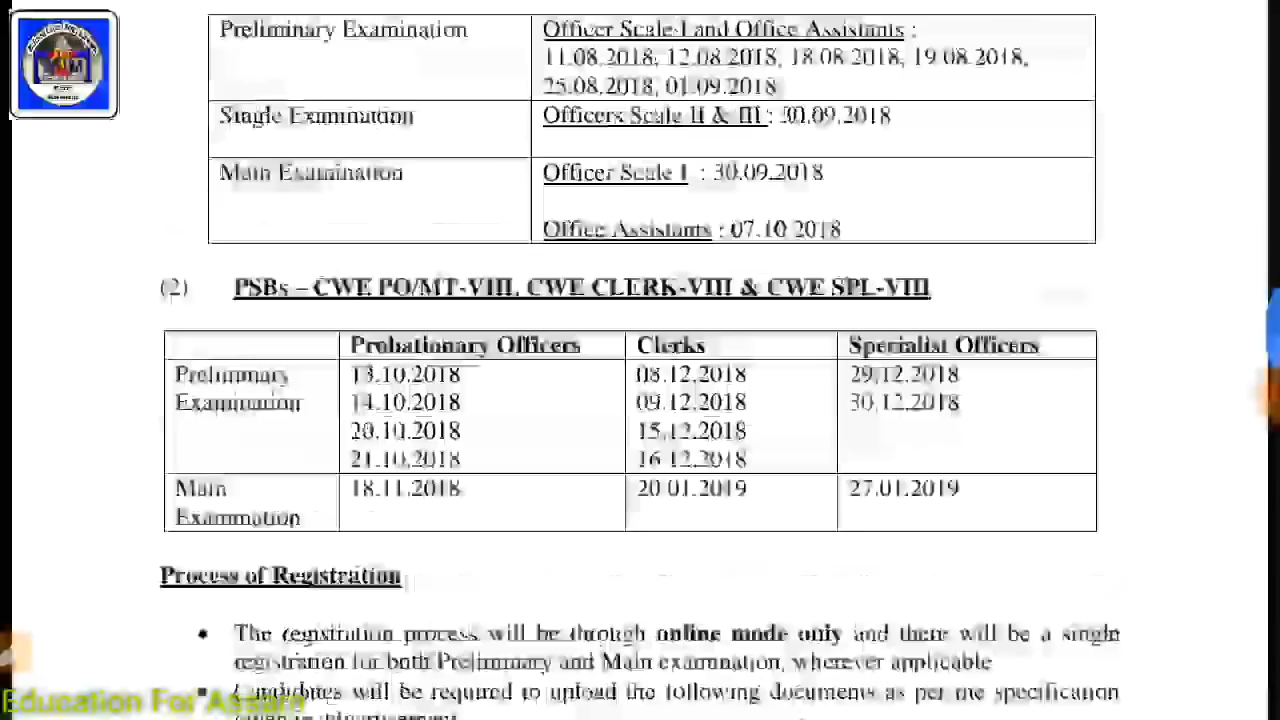 Preliminary Examination
Officer Scale-I and Office Assistants :
11.08.2018, 12.08.2018, 18.08.2018, 19.08.2018,
25.08.2018, 01.09.2018
Single Examination
Officers Scale II & III : 30.09.2018
Main Examination
Officer Scale I : 30.09.2018
Office Assistants : 07.10.2018
(2) PSBs – CWE PO/MT-VIII, CWE CLERK-VIII & CWE SPL-VIII
Probationary Officers Clerks Specialist Officers
Preliminary 13.10.2018 08.12.2018 29.12.2018
Examination 14.10.2018 09.12.2018 30.12.2018
20.10.2018 15.12.2018
21.10.2018 16.12.2018
Main 18.11.2018 20.01.2019 27.01.2019
Examination
Process of Registration
• The registration process will be through online mode only and there will be a single
registration for both Preliminary and Main examination, wherever applicable
• Candidates will be required to upload the following documents as per the specification
Education For Assam